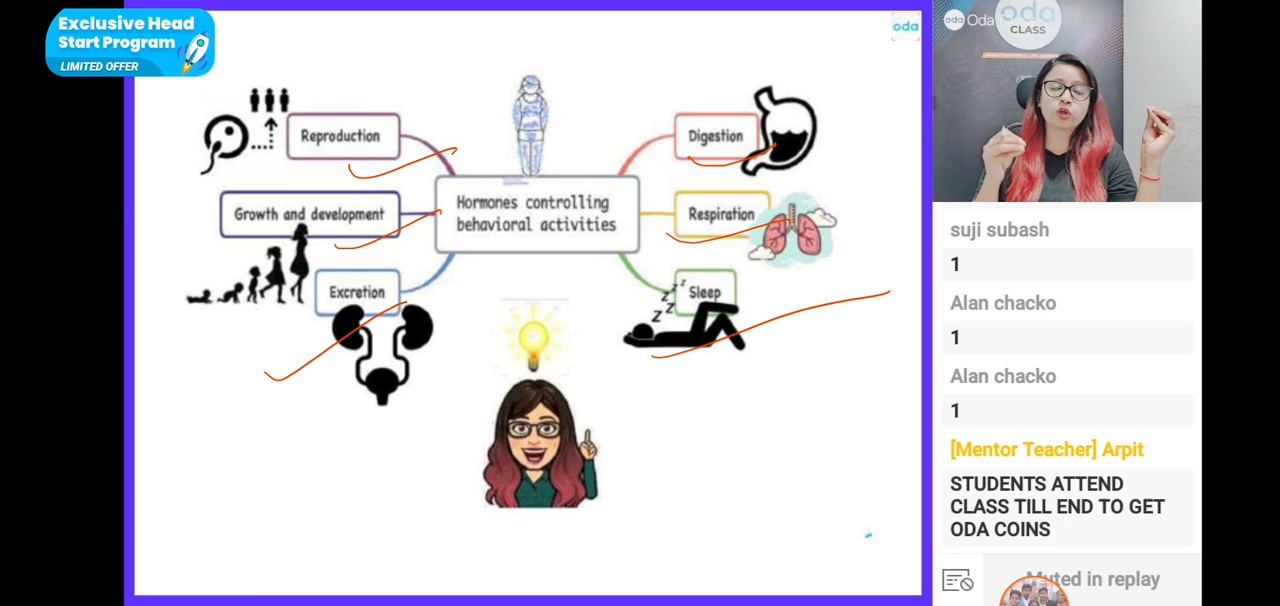 Exclusive Head
Start Program
LIMITED OFFER
oda
Reproduction
Digestion
Hormones controlling
behavioral activities
Growth and development
Respiration
Excretion
Sleep
z z z z z
oda Oda
oda
CLASS
suji subash
1
Alan chacko
1
Alan chacko
1
[Mentor Teacher] Arpit
STUDENTS ATTEND
CLASS TILL END TO GET
ODA COINS
Muted in replay